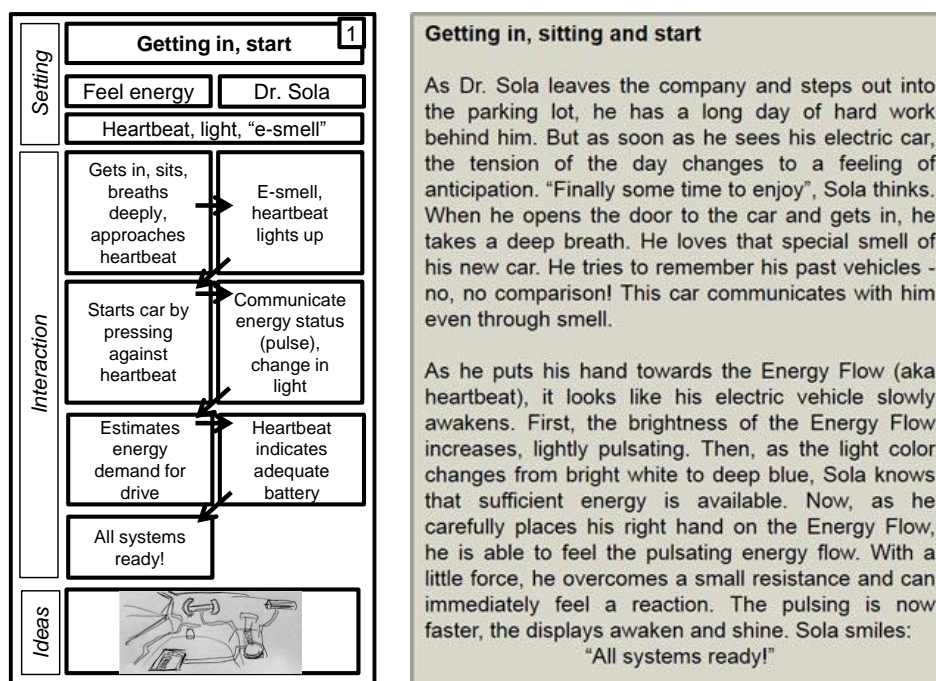 Getting in, start
1
Setting
Feel energy
Dr. Sola
Heartbeat, light, “e-smell”
Interaction
Gets in, sits,
breaths
deeply,
approaches
heartbeat
E-smell,
heartbeat
lights up
Starts car by
pressing
against
heartbeat
Communicate
energy status
(pulse),
change in
light
Estimates
energy
demand for
drive
Heartbeat
indicates
adequate
battery
All systems
ready!
Ideas
Getting in, sitting and start
As Dr. Sola leaves the company and steps out into
the parking lot, he has a long day of hard work
behind him. But as soon as he sees his electric car,
the tension of the day changes to a feeling of
anticipation. “Finally some time to enjoy”, Sola thinks.
When he opens the door to the car and gets in, he
takes a deep breath. He loves that special smell of
his new car. He tries to remember his past vehicles -
no, no comparison! This car communicates with him
even through smell.
As he puts his hand towards the Energy Flow (aka
heartbeat), it looks like his electric vehicle slowly
awakens. First, the brightness of the Energy Flow
increases, lightly pulsating. Then, as the light color
changes from bright white to deep blue, Sola knows
that sufficient energy is available. Now, as he
carefully places his right hand on the Energy Flow,
he is able to feel the pulsating energy flow. With a
little force, he overcomes a small resistance and can
immediately feel a reaction. The pulsing is now
faster, the displays awaken and shine. Sola smiles:
“All systems ready!”